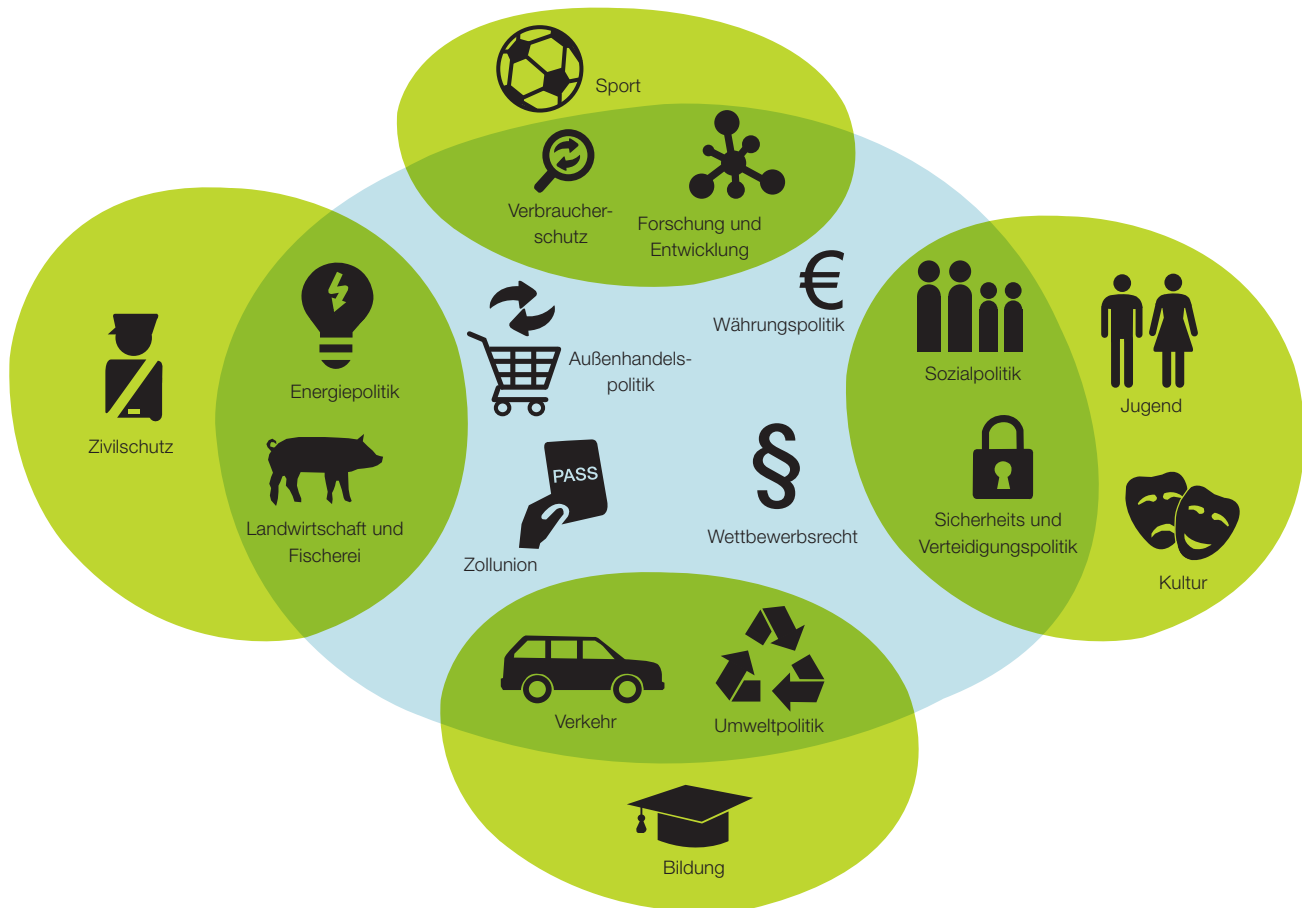 Sport
Verbraucher-
schutz
Forschung und
Entwicklung
€
Währungspolitik
Außenhandels-
politik
Energiepolitik
Sozialpolitik
Jugend
Zivilschutz
Landwirtschaft und
Fischerei
PASS
Zollunion
§
Wettbewerbsrecht
Sicherheits und
Verteidigungspolitik
Kultur
Verkehr
Umweltpolitik
Bildung